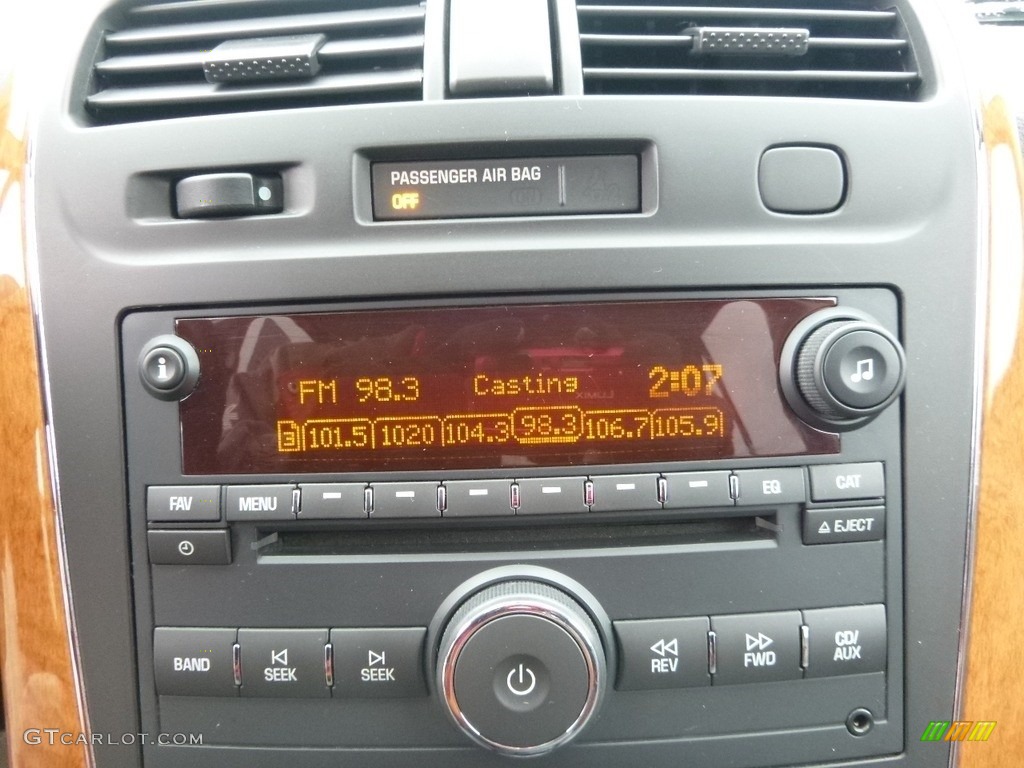 PASSENGER AIR BAG
OFF
i
FM 98.3 Casting 2:07
3 101.5 1020 104.3 98.3 106.7 105.9
FAV MENU EQ CAT
EJECT
BAND SEEK SEEK REV FWD CD/AUX
GTCARLOT.COM